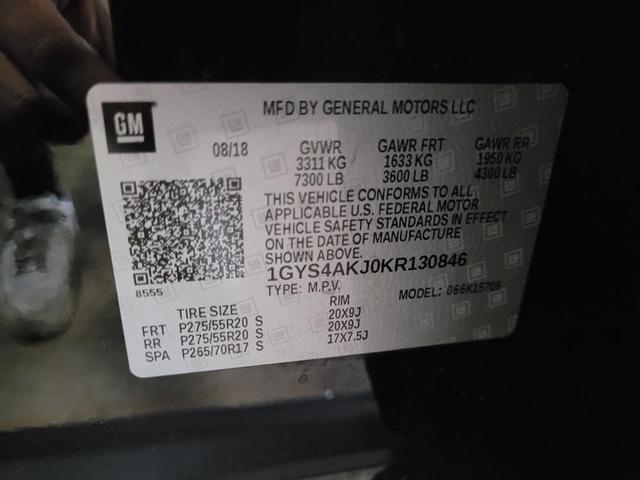 GM
MFD BY GENERAL MOTORS LLC
08/18 GVWR GAWR FRT GAWR RR
3311 KG 1633 KG 1950 KG
7300 LB 3600 LB 4300 LB
THIS VEHICLE CONFORMS TO ALL
APPLICABLE U.S. FEDERAL MOTOR
VEHICLE SAFETY STANDARDS IN EFFECT
ON THE DATE OF MANUFACTURE
SHOWN ABOVE.
1GYS4AKJ0KR130846
8555
TYPE: M.P.V. MODEL: 066K15706
TIRE SIZE RIM
FRT P275/55R20 S 20X9J
RR P275/55R20 S 20X9J
SPA P265/70R17 S 17X7.5J